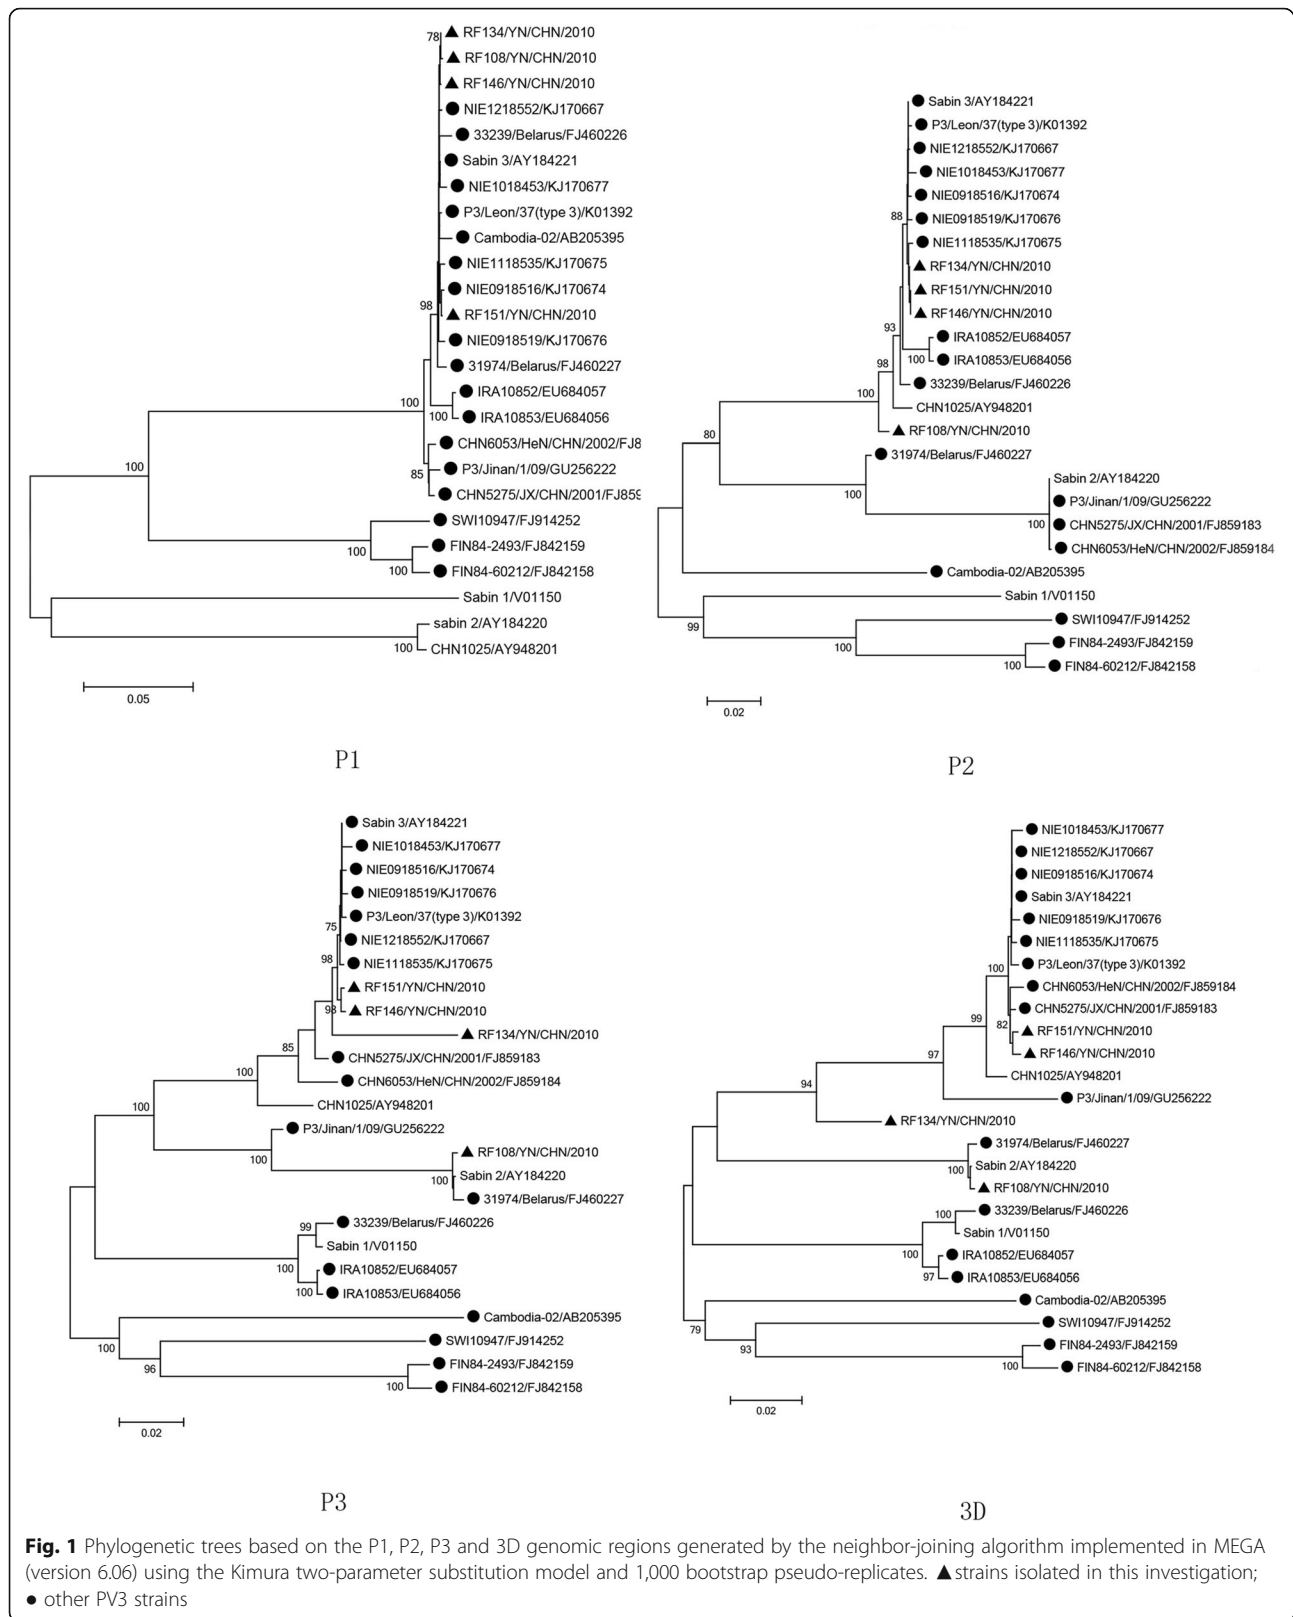 78
▲ RF134/YN/CHN/2010
▲ RF108/YN/CHN/2010
▲ RF146/YN/CHN/2010
● NIE1218552/KJ170667
● 33239/Belarus/FJ460226
● Sabin 3/AY184221
● NIE1018453/KJ170677
● P3/Leon/37(type 3)/K01392
● Cambodia-02/AB205395
● NIE1118535/KJ170675
● NIE0918516/KJ170674
98
▲ RF151/YN/CHN/2010
● NIE0918519/KJ170676
● 31974/Belarus/FJ460227
● IRA10852/EU684057
100
100
● IRA10853/EU684056
● CHN6053/HeN/CHN/2002/FJ8
100
● P3/Jinan/1/09/GU256222
85
● CHN5275/JX/CHN/2001/FJ859
● SWI10947/FJ914252
100
● FIN84-2493/FJ842159
100
● FIN84-60212/FJ842158
Sabin 1/V01150
sabin 2/AY184220
100
CHN1025/AY948201
0.05
P1
● Sabin 3/AY184221
● P3/Leon/37(type 3)/K01392
● NIE1218552/KJ170667
● NIE1018453/KJ170677
● NIE0918516/KJ170674
88
● NIE0918519/KJ170676
● NIE1118535/KJ170675
▲ RF134/YN/CHN/2010
▲ RF151/YN/CHN/2010
▲ RF146/YN/CHN/2010
93
● IRA10852/EU684057
100
● IRA10853/EU684056
98
● 33239/Belarus/FJ460226
100
CHN1025/AY948201
▲ RF108/YN/CHN/2010
80
● 31974/Belarus/FJ460227
Sabin 2/AY184220
100
● P3/Jinan/1/09/GU256222
100
● CHN5275/JX/CHN/2001/FJ859183
● CHN6053/HeN/CHN/2002/FJ859184
● Cambodia-02/AB205395
Sabin 1/V01150
99
● SWI10947/FJ914252
100
● FIN84-2493/FJ842159
100
● FIN84-60212/FJ842158
0.02
P2
● Sabin 3/AY184221
● NIE1018453/KJ170677
● NIE0918516/KJ170674
● NIE0918519/KJ170676
● P3/Leon/37(type 3)/K01392
75
● NIE1218552/KJ170667
98
● NIE1118535/KJ170675
▲ RF151/YN/CHN/2010
98
▲ RF146/YN/CHN/2010
▲ RF134/YN/CHN/2010
85
● CHN5275/JX/CHN/2001/FJ859183
100
● CHN6053/HeN/CHN/2002/FJ859184
100
CHN1025/AY948201
● P3/Jinan/1/09/GU256222
100
▲ RF108/YN/CHN/2010
100
Sabin 2/AY184220
● 31974/Belarus/FJ460227
99
● 33239/Belarus/FJ460226
Sabin 1/V01150
100
● IRA10852/EU684057
100
● IRA10853/EU684056
● Cambodia-02/AB205395
100
● SWI10947/FJ914252
96
● FIN84-2493/FJ842159
100
● FIN84-60212/FJ842158
0.02
P3
● NIE1018453/KJ170677
● NIE1218552/KJ170667
● NIE0918516/KJ170674
● Sabin 3/AY184221
● NIE0918519/KJ170676
● NIE1118535/KJ170675
100
● P3/Leon/37(type 3)/K01392
● CHN6053/HeN/CHN/2002/FJ859184
● CHN5275/JX/CHN/2001/FJ859183
99
82
▲ RF151/YN/CHN/2010
▲ RF146/YN/CHN/2010
97
CHN1025/AY948201
94
● P3/Jinan/1/09/GU256222
▲ RF134/YN/CHN/2010
● 31974/Belarus/FJ460227
100
Sabin 2/AY184220
▲ RF108/YN/CHN/2010
100
● 33239/Belarus/FJ460226
Sabin 1/V01150
100
● IRA10852/EU684057
97
● IRA10853/EU684056
● Cambodia-02/AB205395
79
● SWI10947/FJ914252
93
● FIN84-2493/FJ842159
100
● FIN84-60212/FJ842158
0.02
3D
Fig. 1 Phylogenetic trees based on the P1, P2, P3 and 3D genomic regions generated by the neighbor-joining algorithm implemented in MEGA
(version 6.06) using the Kimura two-parameter substitution model and 1,000 bootstrap pseudo-replicates. ▲strains isolated in this investigation;
● other PV3 strains